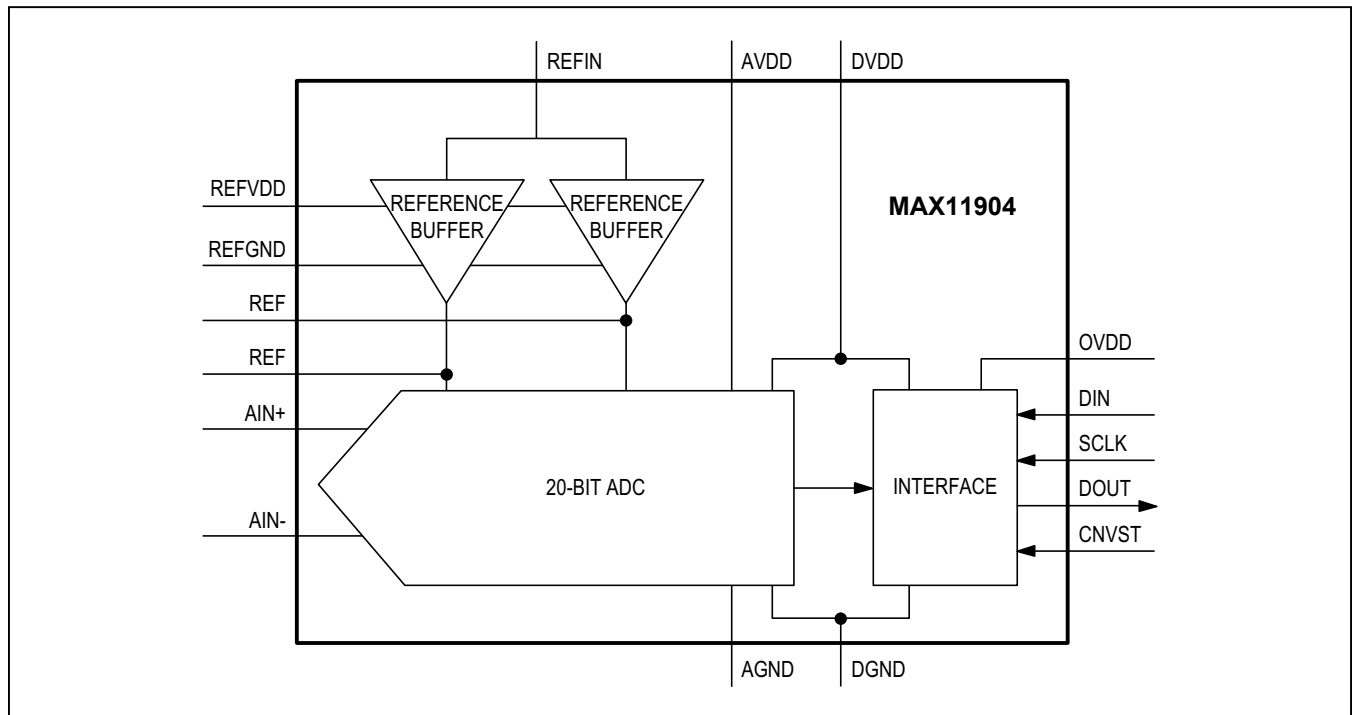 REFIN
AVDD
DVDD
REFVDD
REFERENCE
BUFFER
REFERENCE
BUFFER
MAX11904
REFGND
REF
REF
OVDD
AIN+
DIN
SCLK
20-BIT ADC
INTERFACE
DOUT
AIN-
CNVST
AGND
DGND